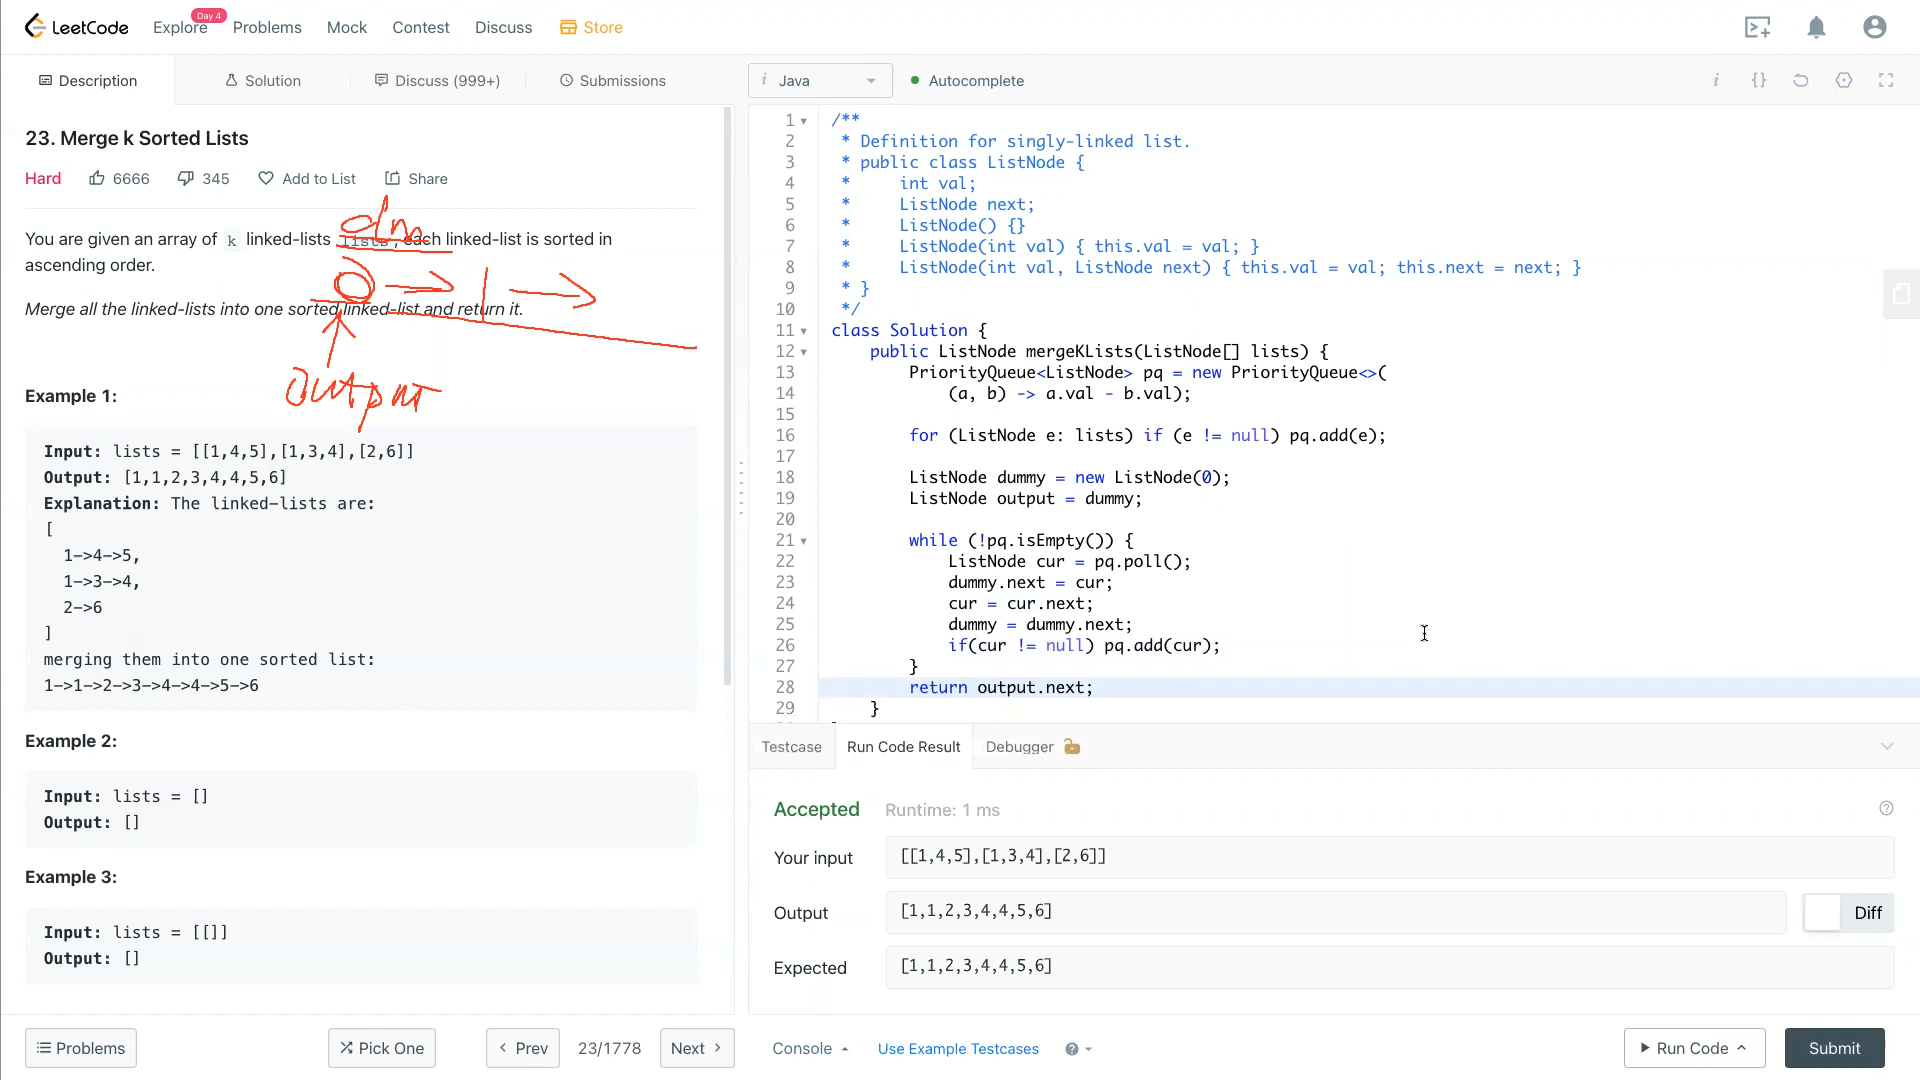 LeetCode Explore Day 4 Problems Mock Contest Discuss Store
Description Solution Discuss (999+) Submissions
23. Merge k Sorted Lists
Hard 6666 345 Add to List Share
You are given an array of k linked-lists lists, each linked-list is sorted in
ascending order.
Merge all the linked-lists into one sorted linked-list and return it.
dm
0
1
output
Example 1:
Input: lists = [[1,4,5],[1,3,4],[2,6]]
Output: [1,1,2,3,4,4,5,6]
Explanation: The linked-lists are:
[
1->4->5,
1->3->4,
2->6
]
merging them into one sorted list:
1->1->2->3->4->4->5->6
Example 2:
Input: lists = []
Output: []
Example 3:
Input: lists = [[]]
Output: []
Problems Pick One Prev 23/1778 Next
i Java Autocomplete i {}
1 /**
2 * Definition for singly-linked list.
3 * public class ListNode {
4 * int val;
5 * ListNode next;
6 * ListNode() {}
7 * ListNode(int val) { this.val = val; }
8 * ListNode(int val, ListNode next) { this.val = val; this.next = next; }
9 * }
10 */
11 class Solution {
12 public ListNode mergeKLists(ListNode[] lists) {
13 PriorityQueue<ListNode> pq = new PriorityQueue<>(
14 (a, b) -> a.val - b.val);
15
16 for (ListNode e: lists) if (e != null) pq.add(e);
17
18 ListNode dummy = new ListNode(0);
19 ListNode output = dummy;
20
21 while (!pq.isEmpty()) {
22 ListNode cur = pq.poll();
23 dummy.next = cur;
24 cur = cur.next;
25 dummy = dummy.next;
26 if(cur != null) pq.add(cur);
27 }
28 return output.next;
29 }
Testcase Run Code Result Debugger
Accepted Runtime: 1 ms
Your input [[1,4,5],[1,3,4],[2,6]]
Output [1,1,2,3,4,4,5,6] Diff
Expected [1,1,2,3,4,4,5,6]
Console Use Example Testcases Run Code Submit